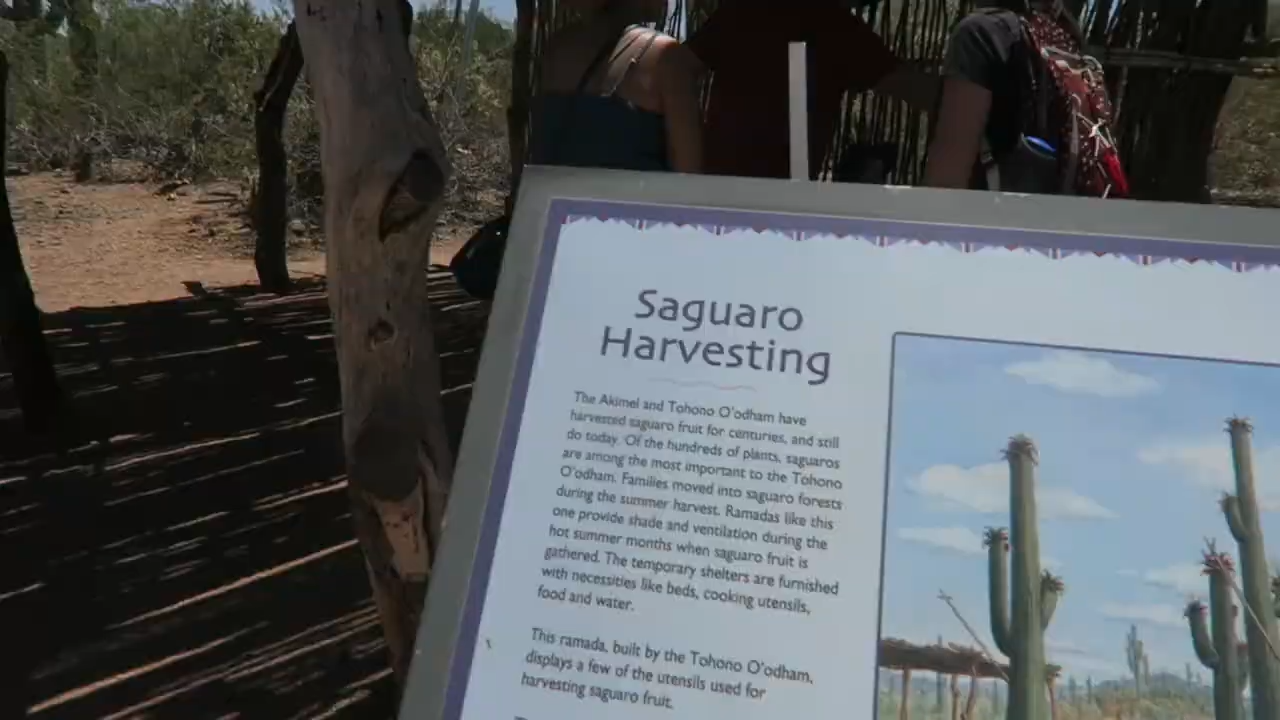 Saguaro
Harvesting
The Akimel and Tohono O'odham have
harvested saguaro fruit for centuries, and still
do today. Of the hundreds of plants, saguaros
are among the most important to the Tohono
O'odham. Families moved into saguaro forests
during the summer harvest. Ramadas like this
one provide shade and ventilation during the
hot summer months when saguaro fruit is
gathered. The temporary shelters are furnished
with necessities like beds, cooking utensils,
food and water.
This ramada, built by the Tohono O'odham,
displays a few of the utensils used for
harvesting saguaro fruit.